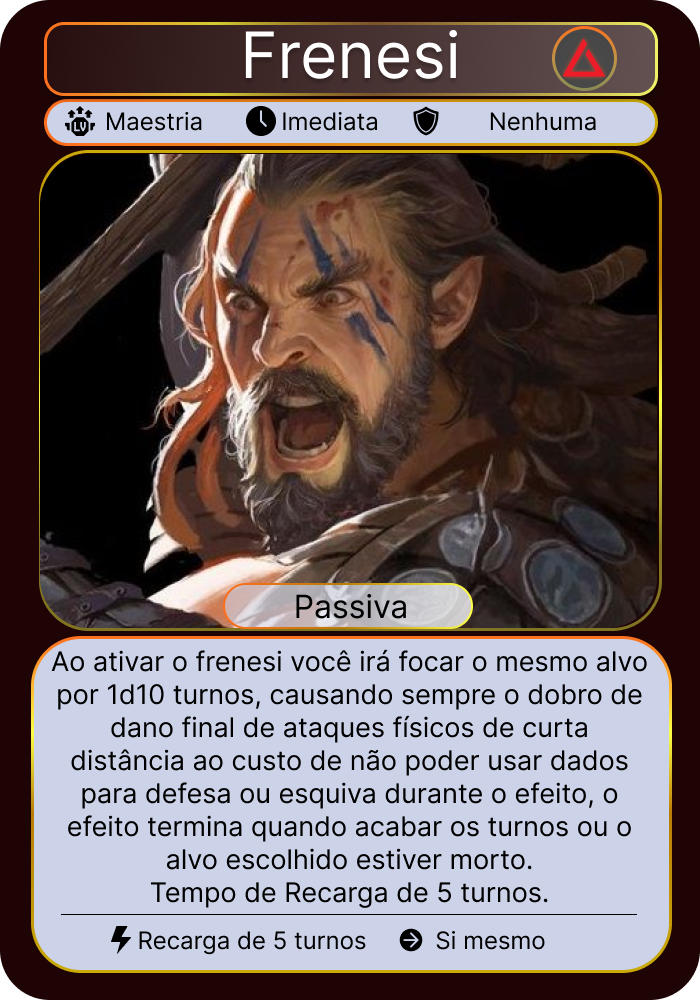 Frenesi
LV Maestria Imediata Nenhuma
Passiva
Ao ativar o frenesi você irá focar o mesmo alvo
por 1d10 turnos, causando sempre o dobro de
dano final de ataques físicos de curta
distância ao custo de não poder usar dados
para defesa ou esquiva durante o efeito, o
efeito termina quando acabar os turnos ou o
alvo escolhido estiver morto.
Tempo de Recarga de 5 turnos.
Recarga de 5 turnos Si mesmo